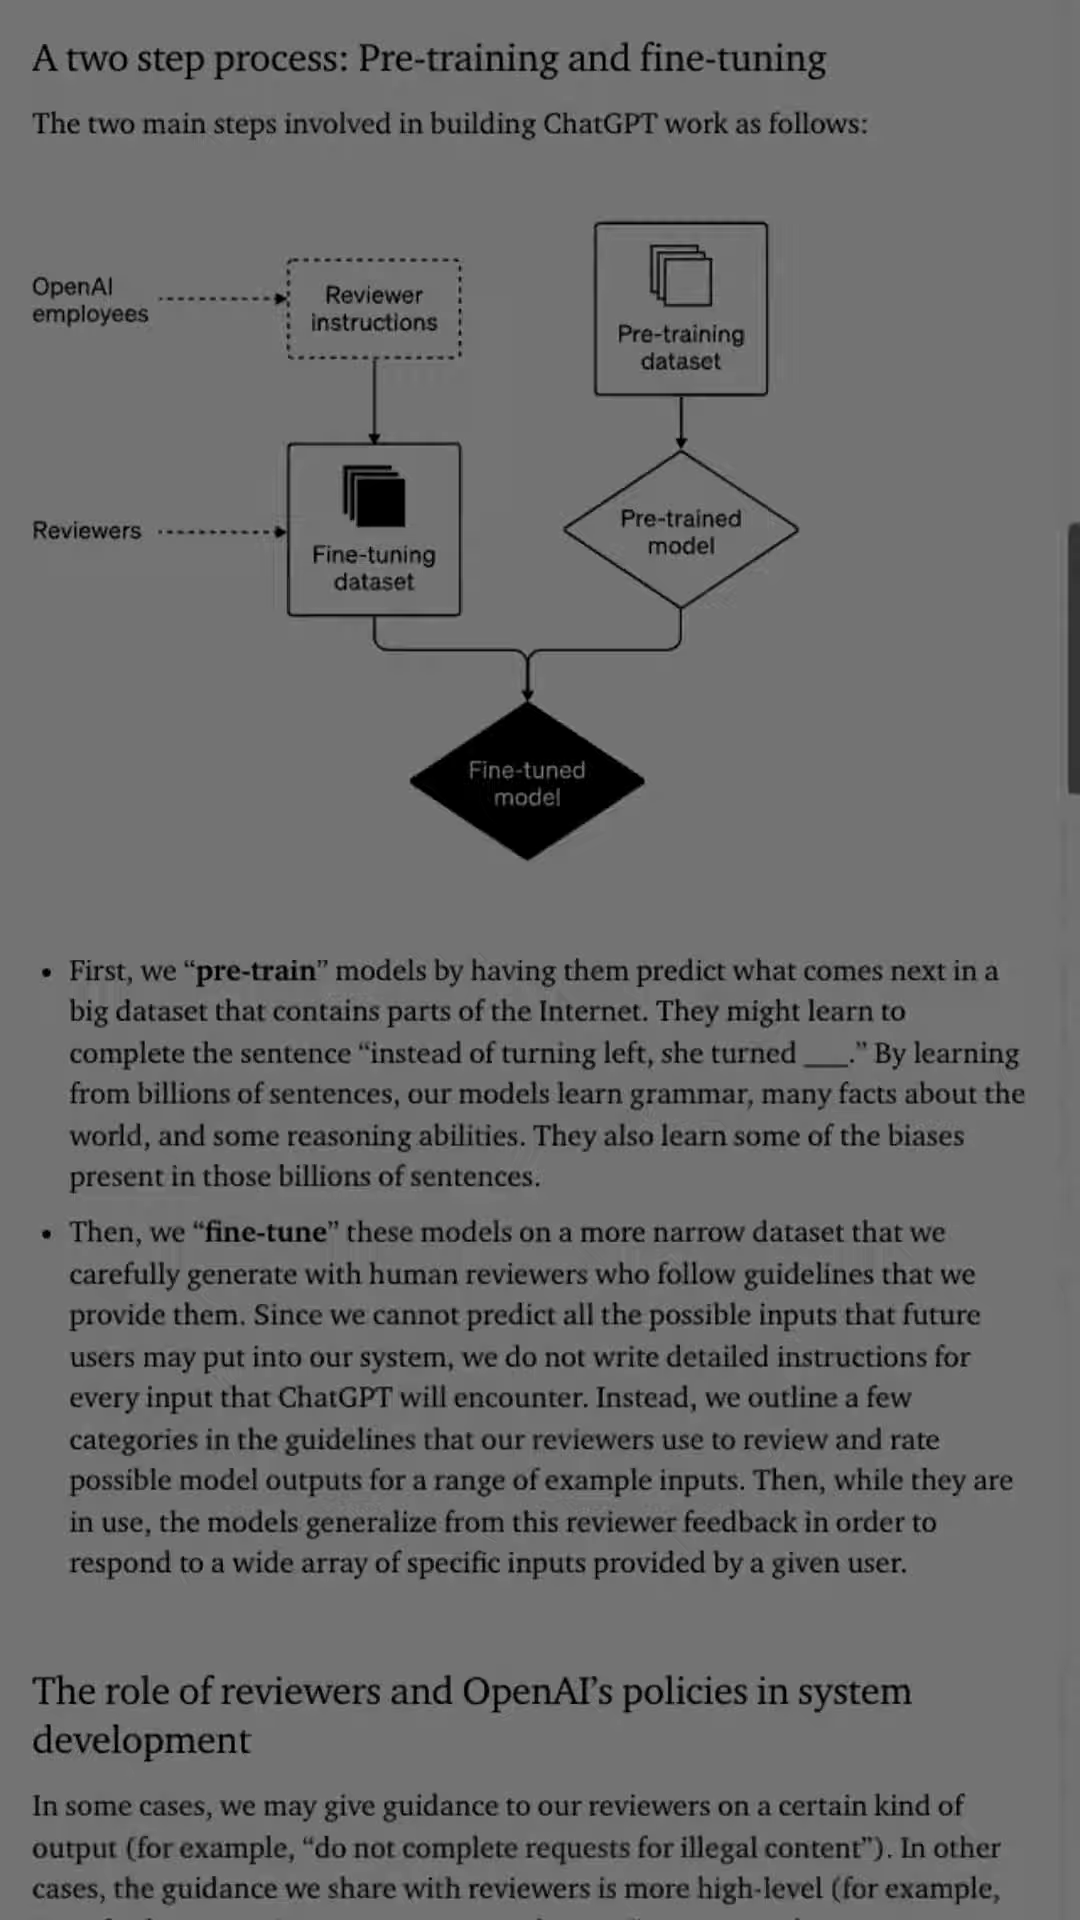 A two step process: Pre-training and fine-tuning
The two main steps involved in building ChatGPT work as follows:
OpenAI
employees
Reviewer
instructions
Pre-training
dataset
Reviewers
Fine-tuning
dataset
Pre-trained
model
Fine-tuned
model
• First, we “pre-train” models by having them predict what comes next in a
big dataset that contains parts of the Internet. They might learn to
complete the sentence “instead of turning left, she turned ___.” By learning
from billions of sentences, our models learn grammar, many facts about the
world, and some reasoning abilities. They also learn some of the biases
present in those billions of sentences.
• Then, we “fine-tune” these models on a more narrow dataset that we
carefully generate with human reviewers who follow guidelines that we
provide them. Since we cannot predict all the possible inputs that future
users may put into our system, we do not write detailed instructions for
every input that ChatGPT will encounter. Instead, we outline a few
categories in the guidelines that our reviewers use to review and rate
possible model outputs for a range of example inputs. Then, while they are
in use, the models generalize from this reviewer feedback in order to
respond to a wide array of specific inputs provided by a given user.
The role of reviewers and OpenAI’s policies in system
development
In some cases, we may give guidance to our reviewers on a certain kind of
output (for example, “do not complete requests for illegal content”). In other
cases, the guidance we share with reviewers is more high-level (for example,